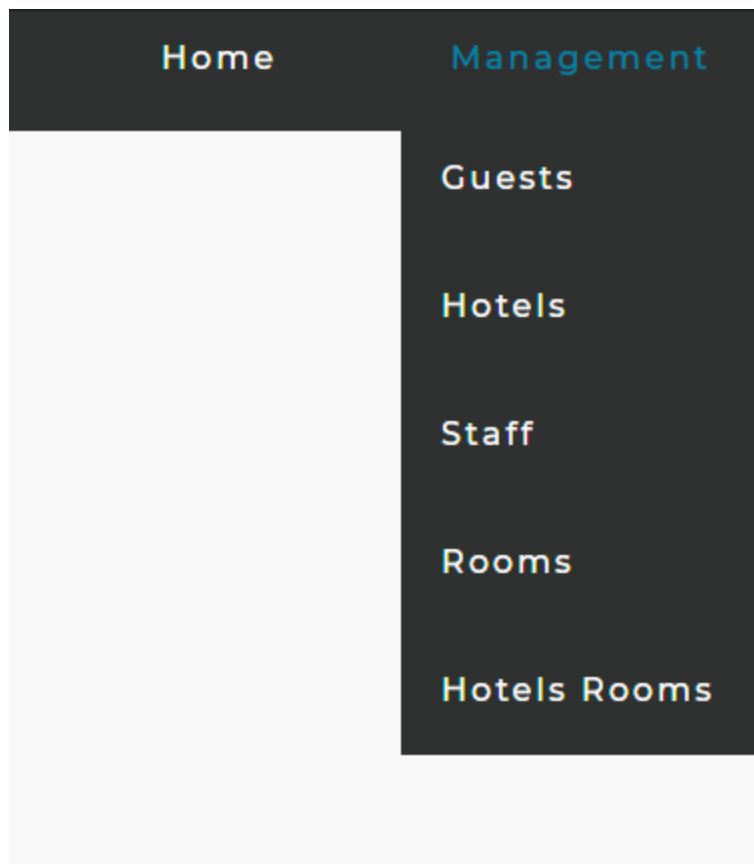 Home Management
Guests
Hotels
Staff
Rooms
Hotels Rooms